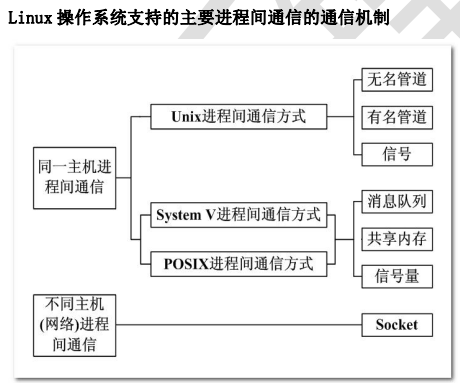 Linux 操作系统支持的主要进程间通信的通信机制
无名管道
Unix进程间通信方式
有名管道
信号
同一主机进
程间通信
消息队列
System V进程间通信方式
共享内存
POSIX进程间通信方式
信号量
不同主机
(网络)进程
间通信
Socket